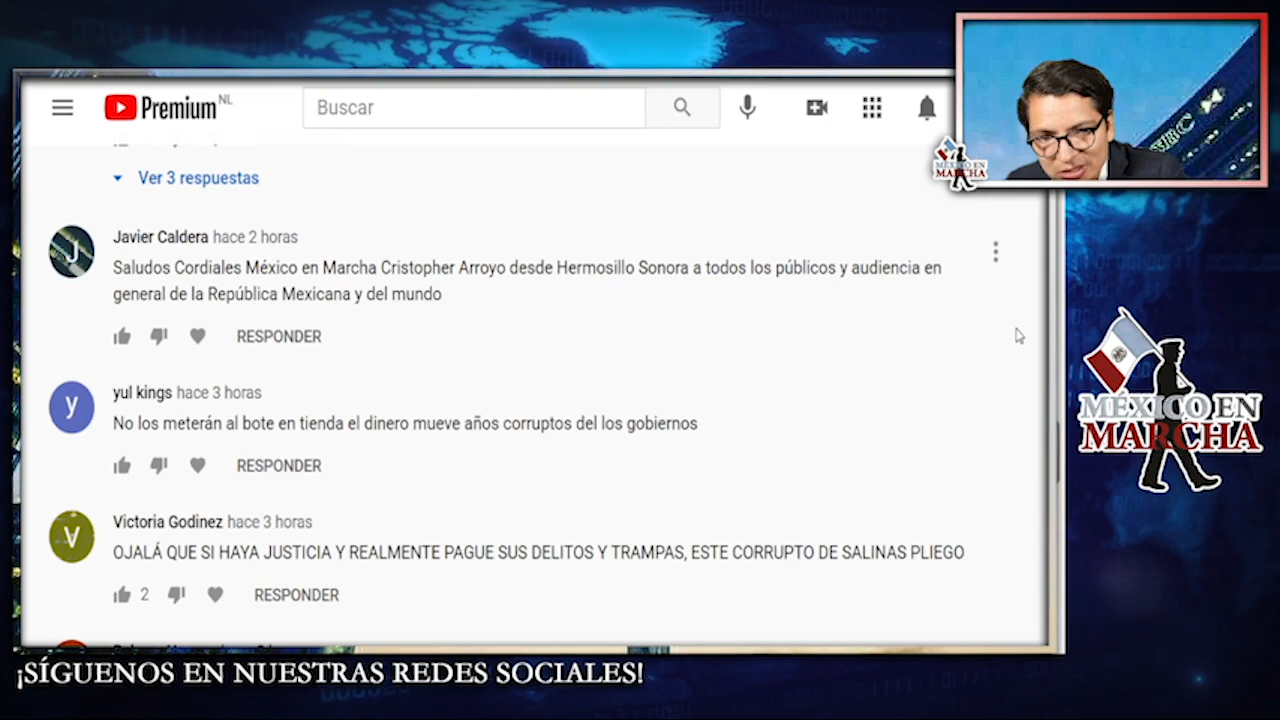 Premium NL
Buscar
Ver 3 respuestas
MÉXICO EN
MARCHA
J
Javier Caldera hace 2 horas
Saludos Cordiales México en Marcha Cristopher Arroyo desde Hermosillo Sonora a todos los públicos y audiencia en
general de la República Mexicana y del mundo
RESPONDER
y
yul kings hace 3 horas
No los meterán al bote en tienda el dinero mueve años corruptos del los gobiernos
RESPONDER
MÉXICO EN
MARCHA
V
Victoria Godinez hace 3 horas
OJALÁ QUE SI HAYA JUSTICIA Y REALMENTE PAGUE SUS DELITOS Y TRAMPAS, ESTE CORRUPTO DE SALINAS PLIEGO
2 RESPONDER
¡SÍGUENOS EN NUESTRAS REDES SOCIALES!